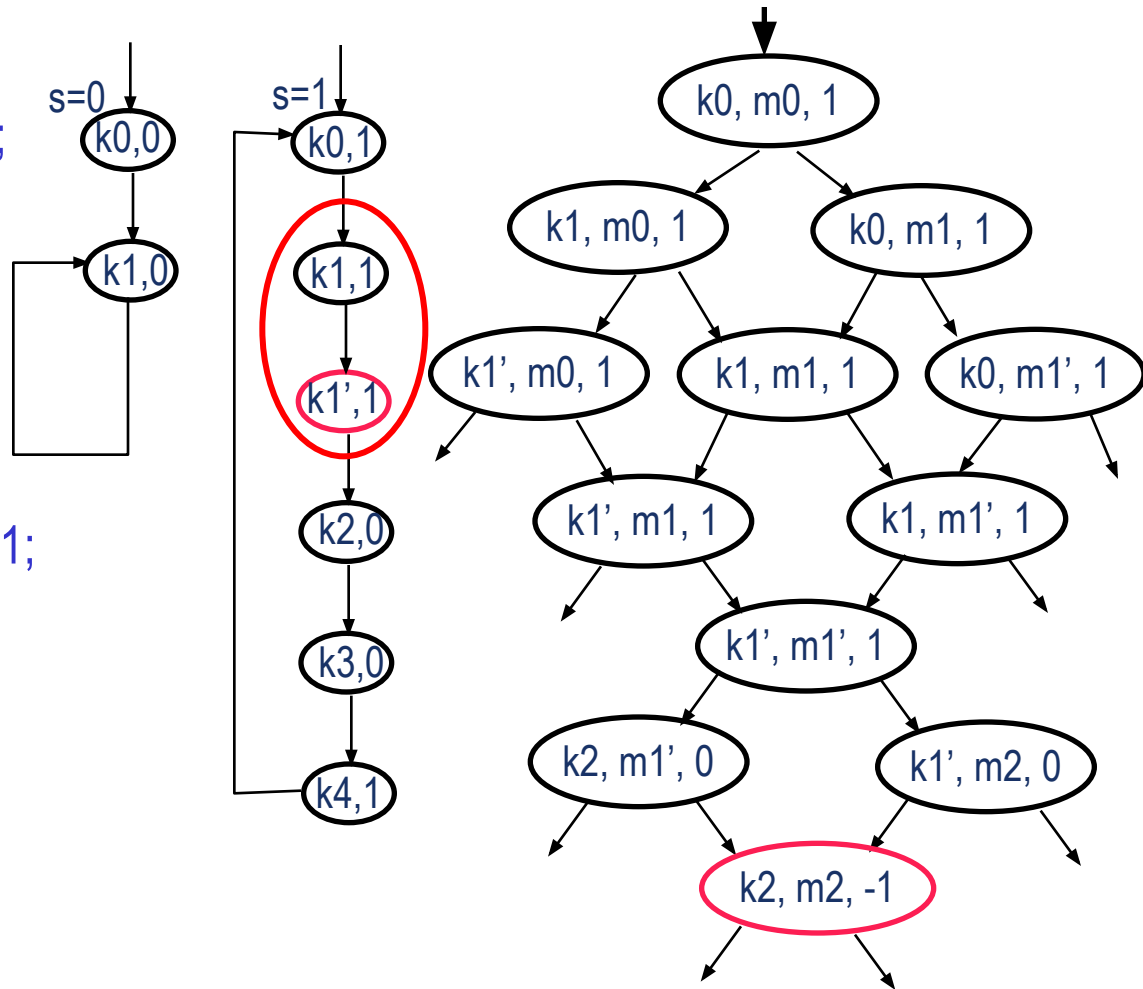 ;
1;
s=0
k0,0
k1,0
s=1
k0,1
k1,1
k1',1
k2,0
k3,0
k4,1
k0, m0, 1
k1, m0, 1
k0, m1, 1
k1’, m0, 1
k1, m1, 1
k0, m1’, 1
k1’, m1, 1
k1, m1’, 1
k1’, m1’, 1
k2, m1’, 0
k1’, m2, 0
k2, m2, -1